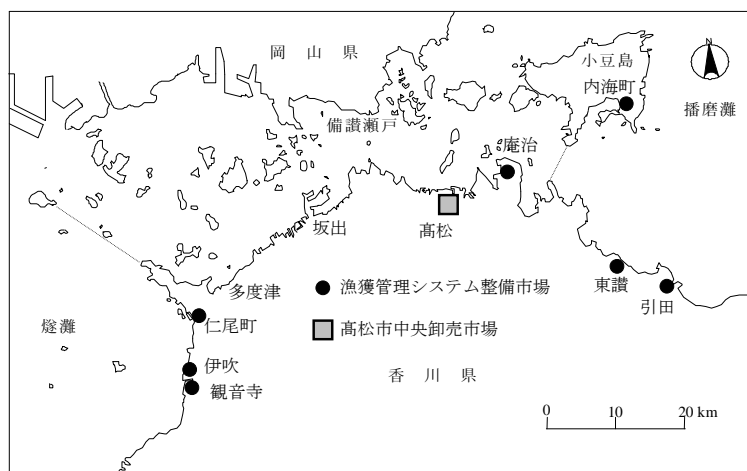 岡山県
小豆島
内海町
播磨灘
備讃瀬戸
庵治
坂出
髙松
多度津
漁獲管理システム整備市場
東讃
引田
仁尾町
髙松市中央卸売市場
燧灘
伊吹
観音寺
香川県
0 10 20 km